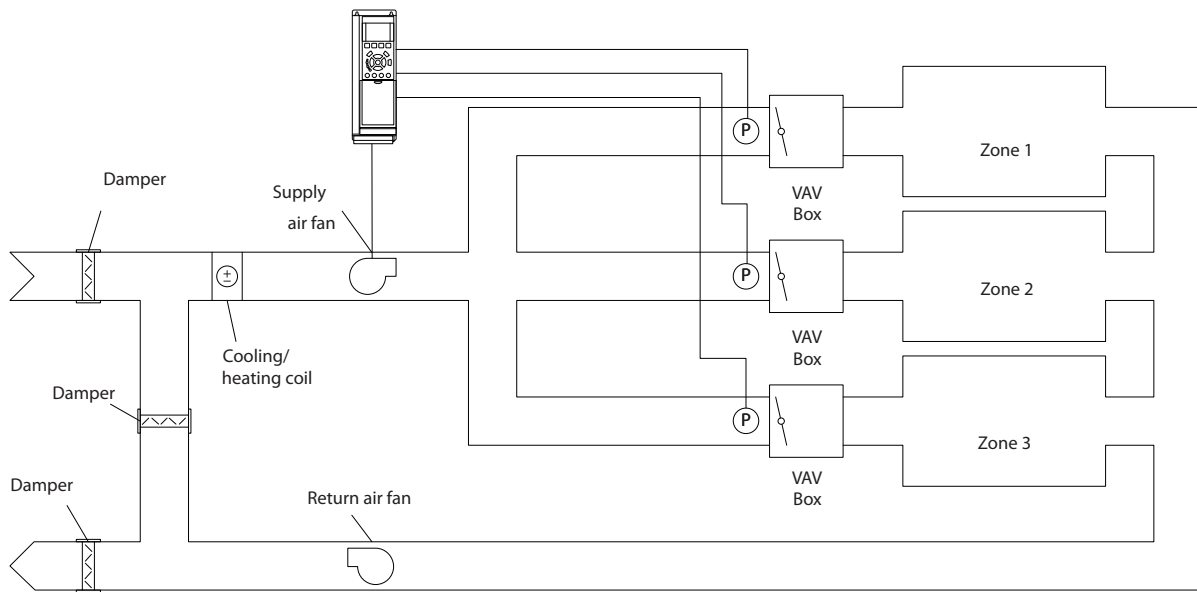 Damper
Supply
air fan
P
Zone 1
VAV
Box
±
P
Zone 2
Cooling/
heating coil
VAV
Box
Damper
P
Zone 3
Damper
Return air fan
VAV
Box